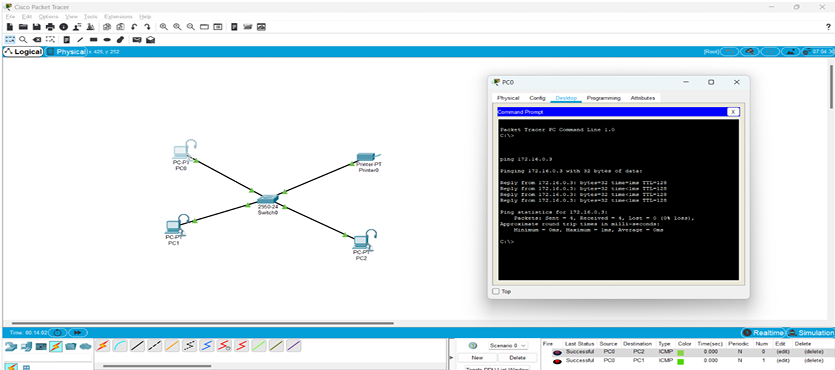 Cisco Packet Tracer
File Edit Options View Tools Extensions Help
Logical Physical x: 425, y: 252
[Root]
PC-PT
PC0
Printer-PT
Printer0
2950-24
Switch0
PC-PT
PC1
PC-PT
PC2
PC0
Physical Config Desktop Programming Attributes
Command Prompt X
Packet Tracer PC Command Line 1.0
C:\>
ping 172.16.0.3
Pinging 172.16.0.3 with 32 bytes of data:
Reply from 172.16.0.3: bytes=32 time<1ms TTL=128
Reply from 172.16.0.3: bytes=32 time<1ms TTL=128
Reply from 172.16.0.3: bytes=32 time<1ms TTL=128
Reply from 172.16.0.3: bytes=32 time<1ms TTL=128
Ping statistics for 172.16.0.3:
Packets: Sent = 4, Received = 4, Lost = 0 (0% loss),
Approximate round trip times in milli-seconds:
Minimum = 0ms, Maximum = 1ms, Average = 0ms
C:\>
Top
Time: 00:14:02
Realtime Simulation
Scenario 0
New Delete
Fire Last Status Source Destination Type Color Time(sec) Periodic Num Edit Delete
Successful PC0 PC2 ICMP 0.000 N 0 (edit) (delete)
Successful PC0 PC1 ICMP 0.000 N 1 (edit) (delete)